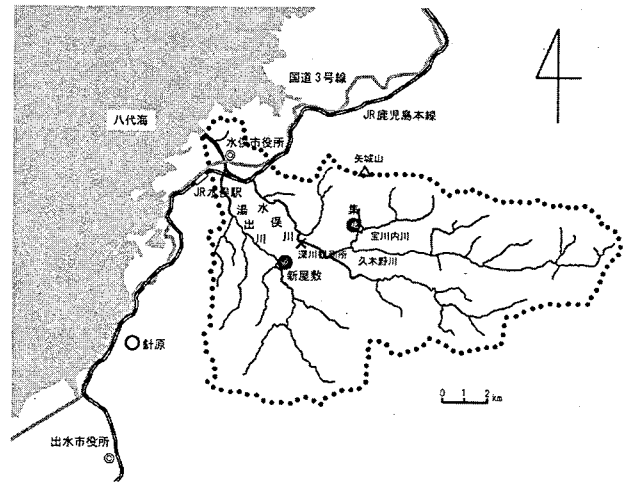 国道3号線
JR鹿児島本線
八代海
水俣市役所
矢城山
JR水俣駅
水俣川
湯出川
集
宝川内川
深川観測所
久木野川
新屋敷
針原
0 1 2 km
出水市役所